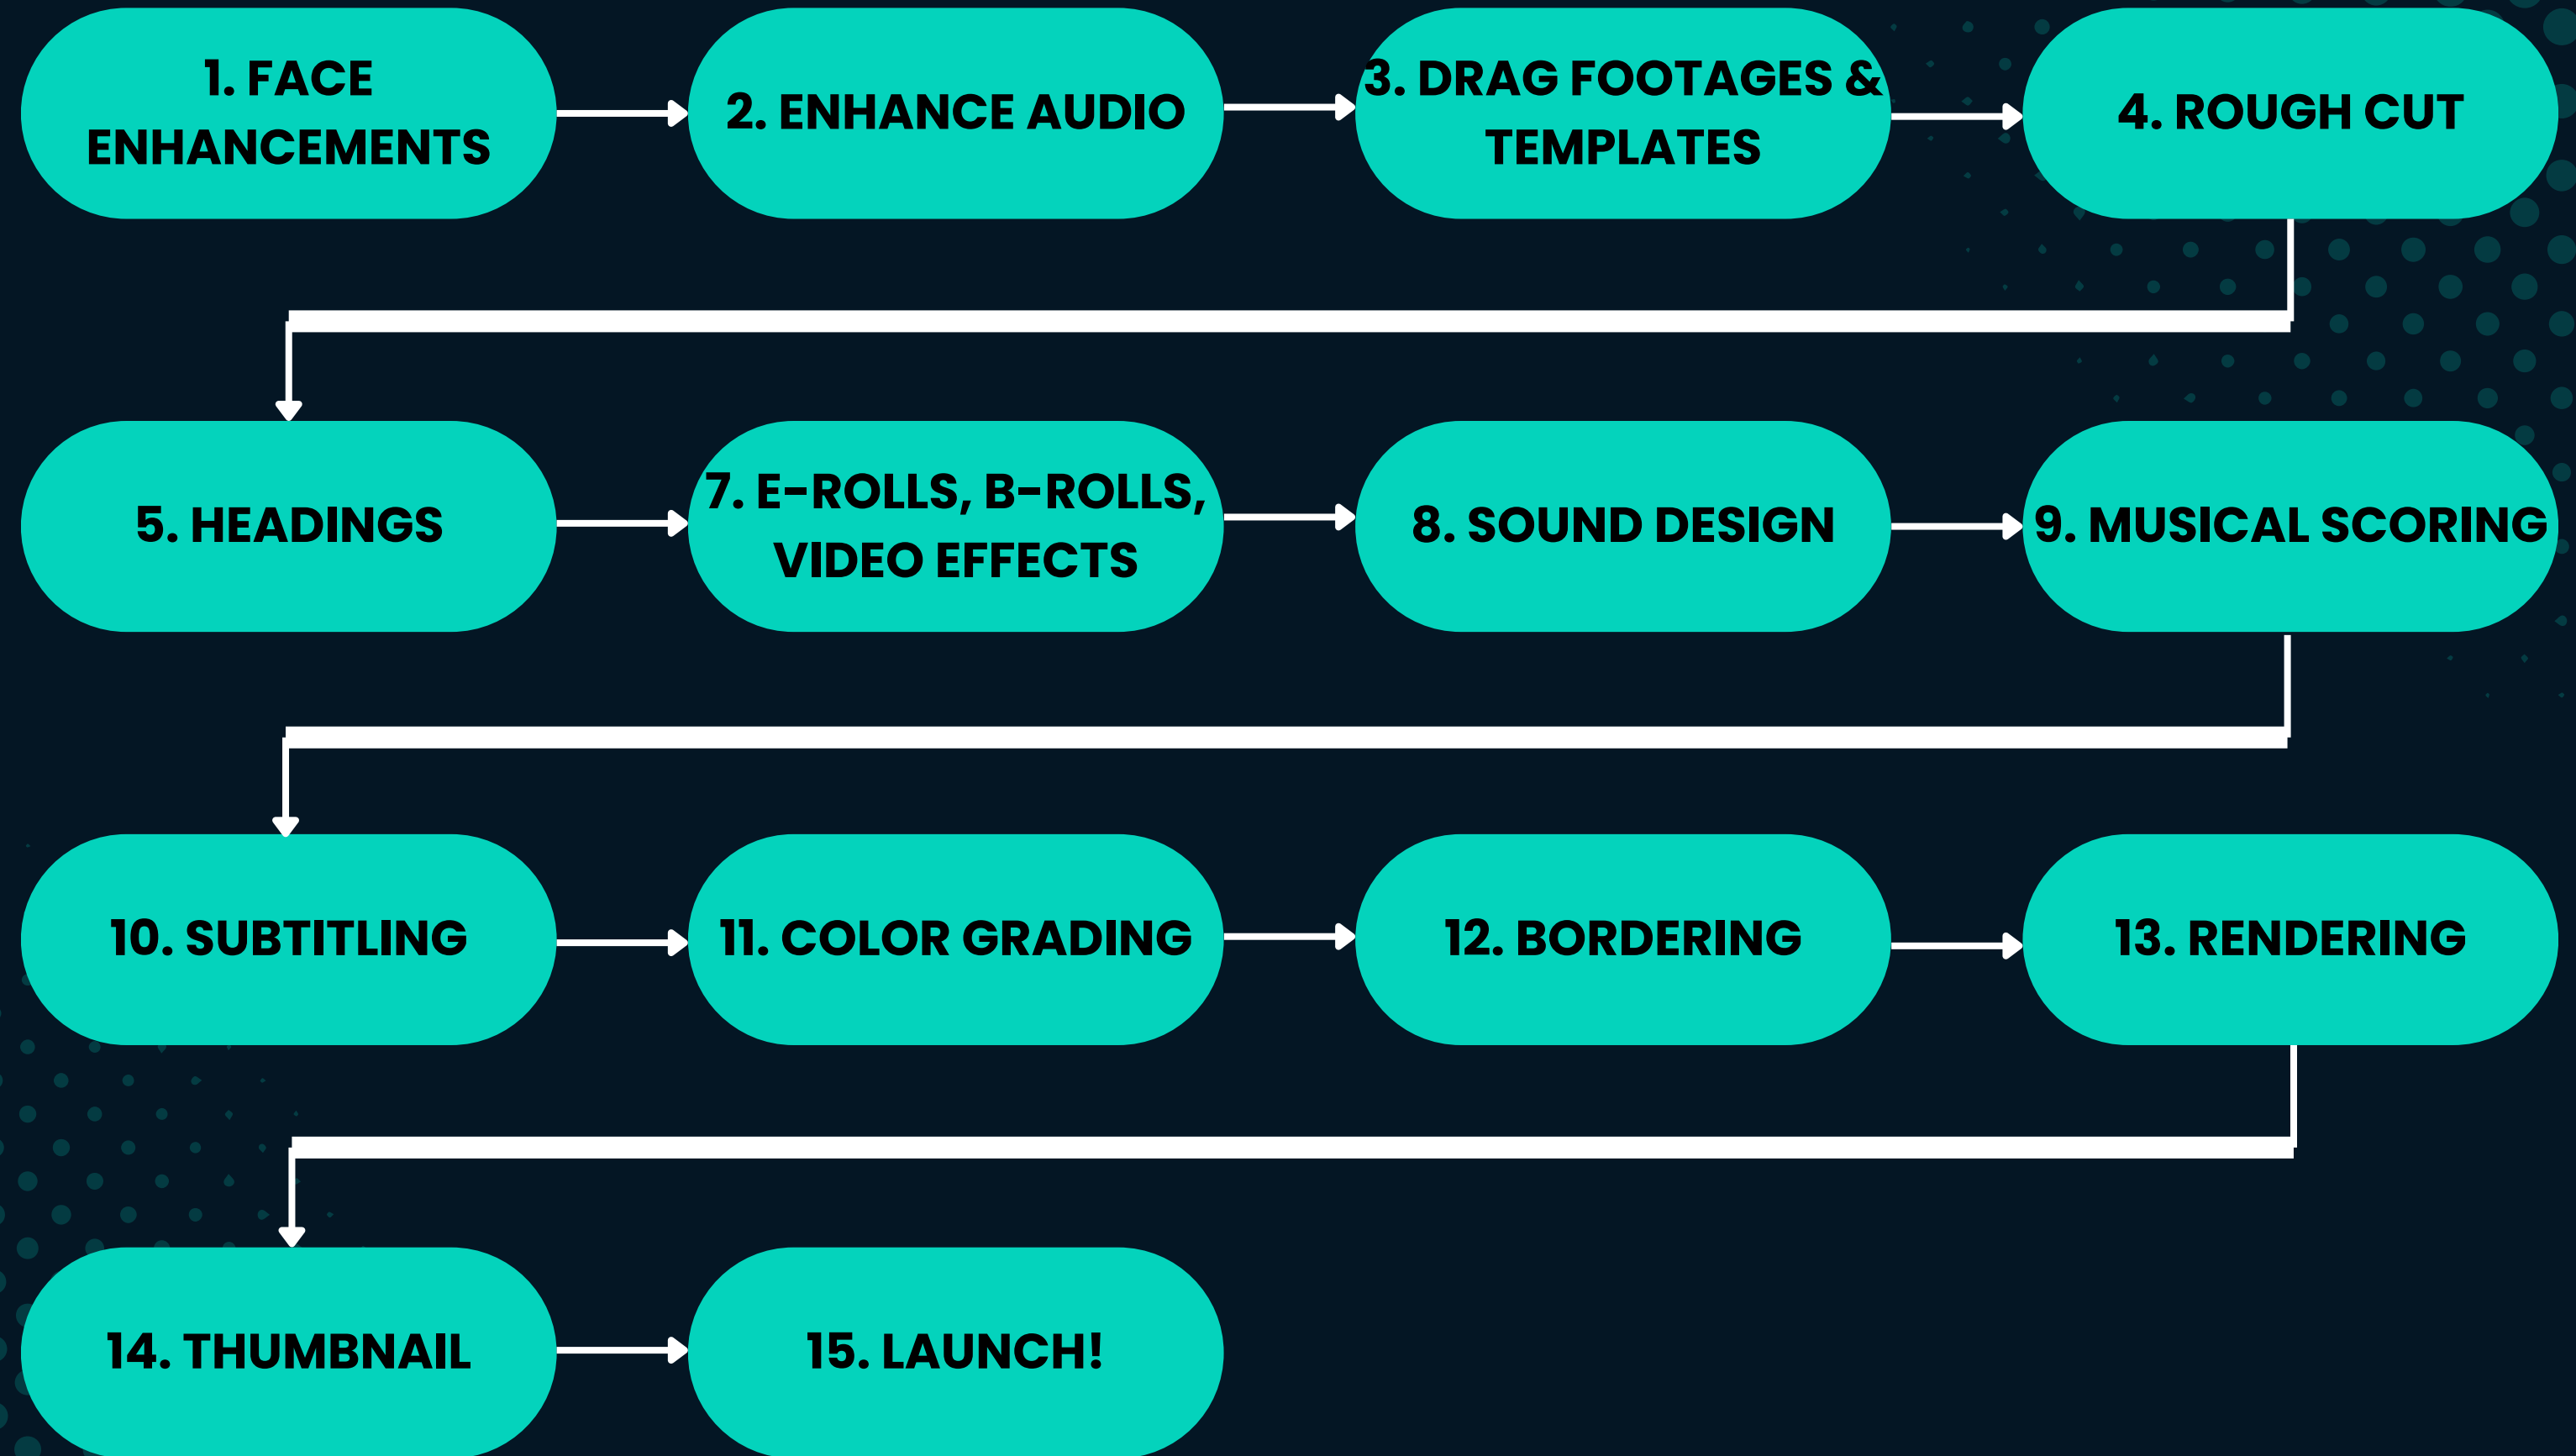 1. FACE
ENHANCEMENTS
2. ENHANCE AUDIO
3. DRAG FOOTAGES &
TEMPLATES
4. ROUGH CUT
5. HEADINGS
7. E-ROLLS, B-ROLLS,
VIDEO EFFECTS
8. SOUND DESIGN
9. MUSICAL SCORING
10. SUBTITLING
11. COLOR GRADING
12. BORDERING
13. RENDERING
14. THUMBNAIL
15. LAUNCH!